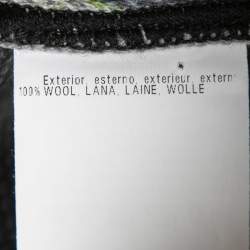 Exterior, esterno, exterieur, extern
100% WOOL, LANA, LAINE, WOLLE